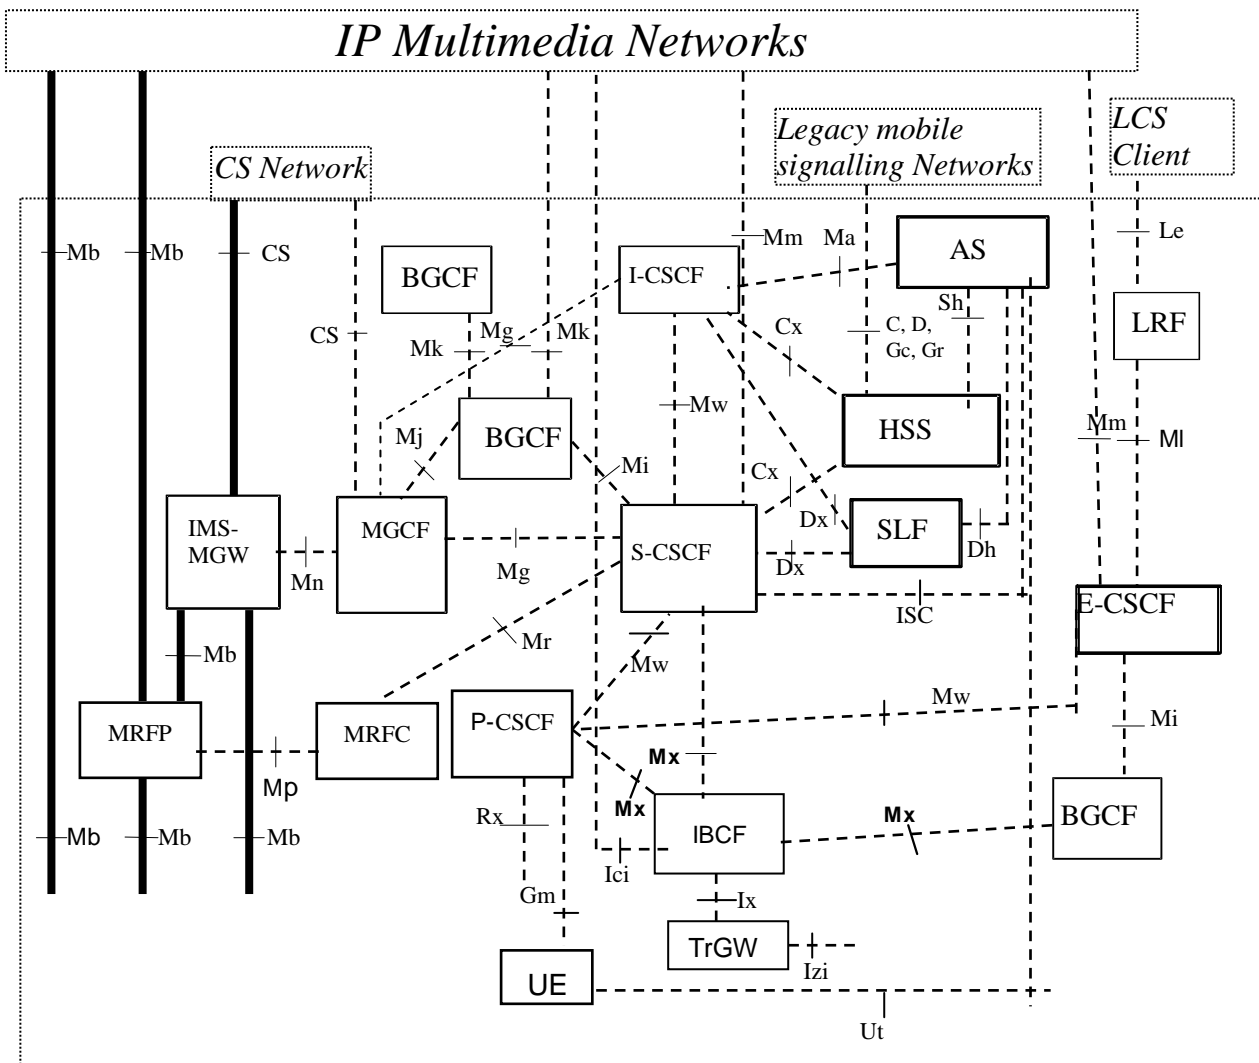 IP Multimedia Networks
Legacy mobile
signalling Networks
LCS
Client
CS Network
Mb
Mb
CS
Mm
Ma
Le
BGCF
I-CSCF
AS
Sh
LRF
CS
Mk
Mg
Mk
Cx
C, D,
Gc, Gr
Mw
HSS
Mm
Ml
Mj
BGCF
Mi
Cx
IMS-
MGW
MGCF
S-CSCF
Dx
SLF
Mn
Mg
Dx
Dh
ISC
E-CSCF
Mb
Mr
Mw
Mw
Mi
MRFP
MRFC
P-CSCF
Mx
Mp
Mx
Mb
Mb
Mb
Rx
IBCF
Mx
BGCF
Ici
Gm
Ix
TrGW
Izi
UE
Ut